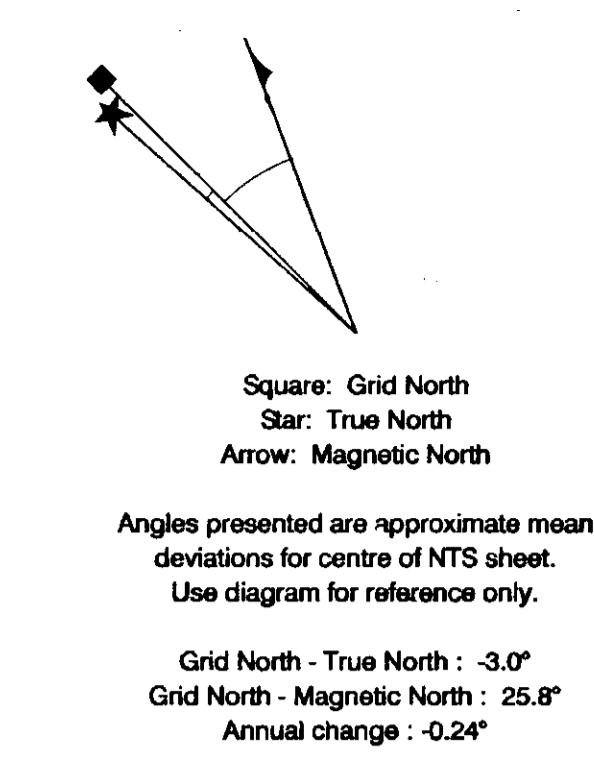 Square: Grid North
Star: True North
Arrow: Magnetic North
Angles presented are approximate mean
deviations for centre of NTS sheet.
Use diagram for reference only.
Grid North - True North : -3.0°
Grid North - Magnetic North : 25.8°
Annual change : -0.24°